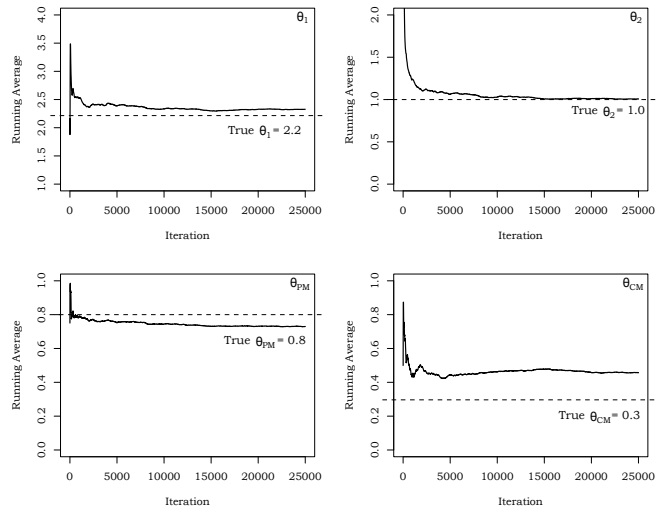 θ1
Running Average
4.0
3.5
3.0
2.5
2.0
1.5
1.0
True θ1 = 2.2
0 5000 10000 15000 20000 25000
Iteration
θ2
Running Average
2.0
1.5
1.0
0.5
0.0
True θ2 = 1.0
0 5000 10000 15000 20000 25000
Iteration
θPM
Running Average
1.0
0.8
0.6
0.4
0.2
0.0
True θPM = 0.8
0 5000 10000 15000 20000 25000
Iteration
θCM
Running Average
1.0
0.8
0.6
0.4
0.2
0.0
True θCM = 0.3
0 5000 10000 15000 20000 25000
Iteration